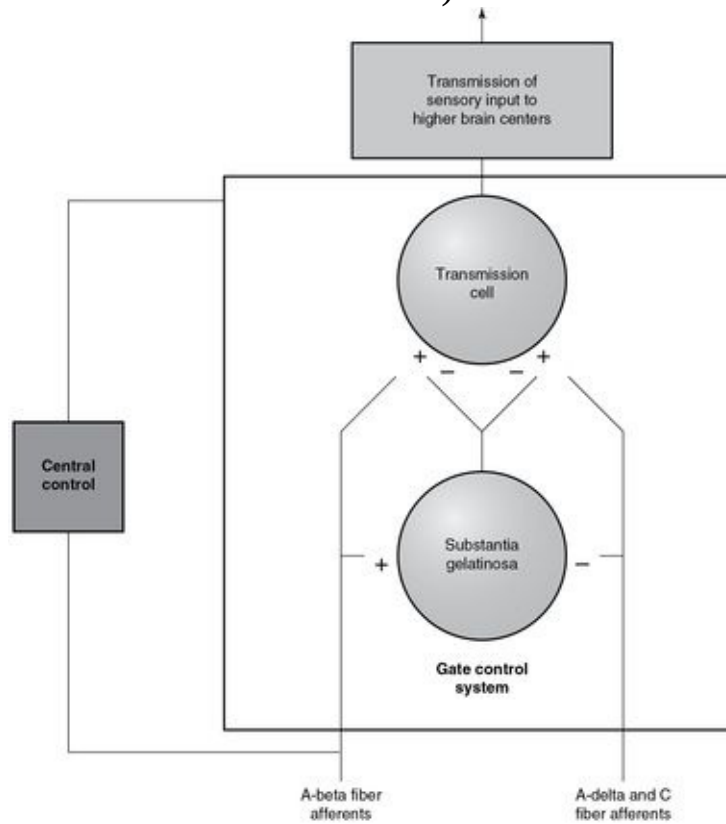 Transmission of
sensory input to
higher brain centers
Transmission
cell
+
–
–
+
Central
control
Substantia
gelatinosa
+
–
Gate control
system
A-beta fiber
afferents
A-delta and C
fiber afferents